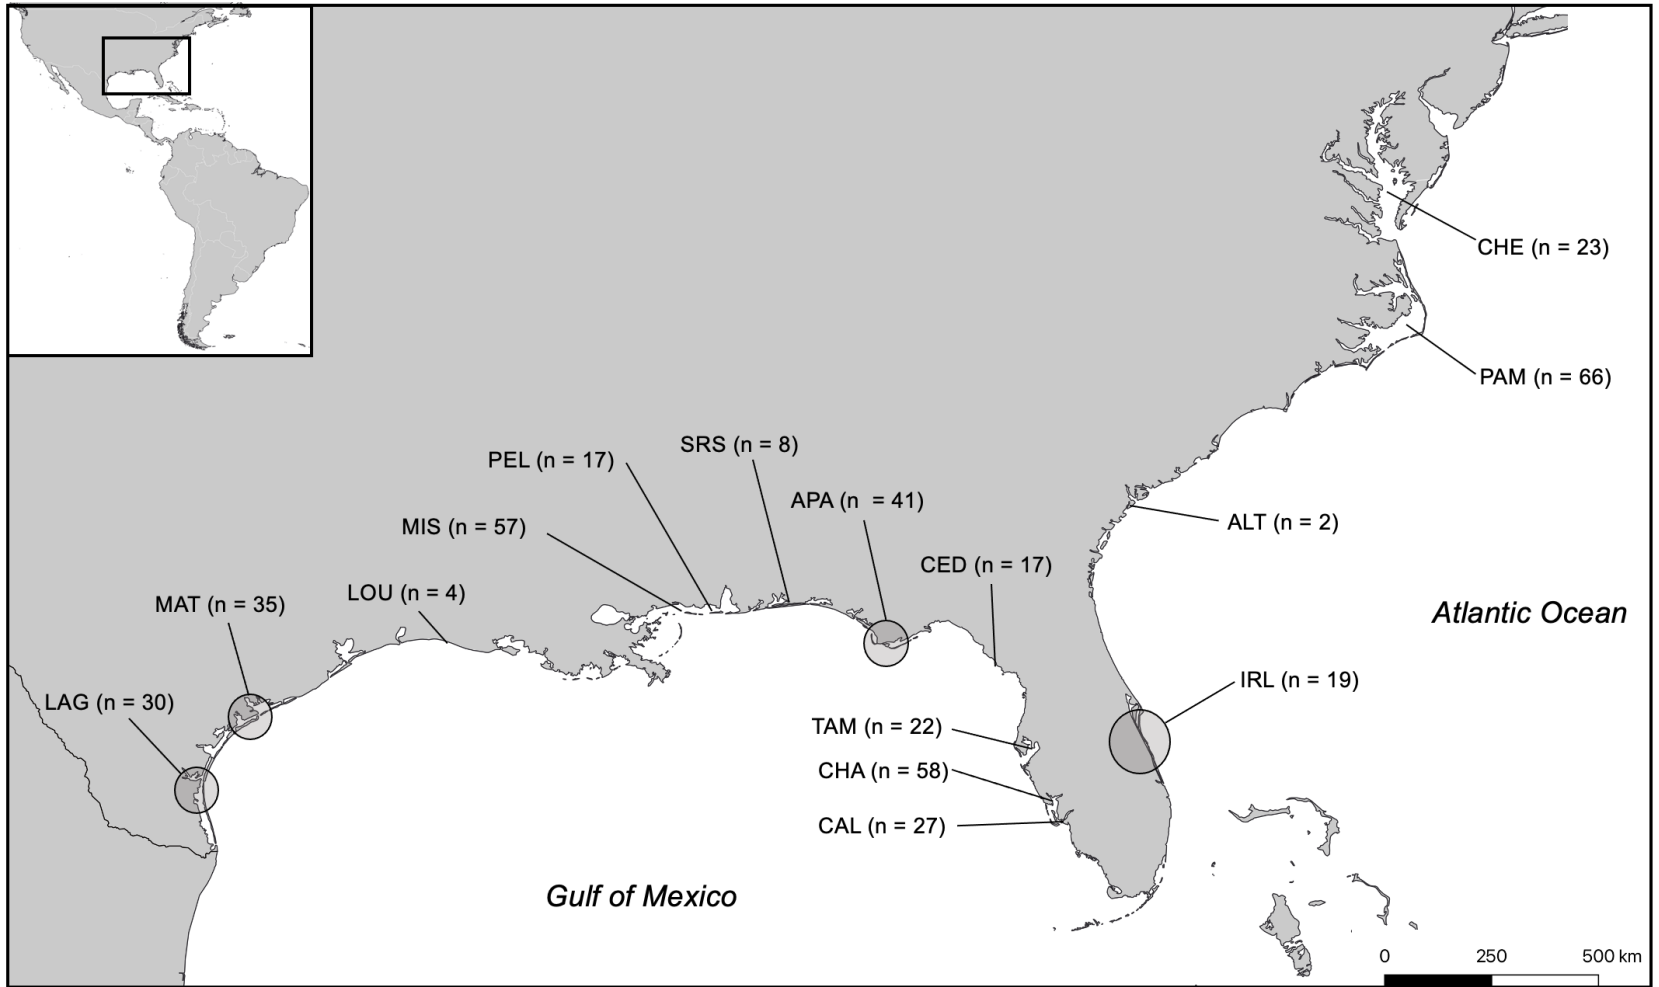 CHE (n = 23)
PAM (n = 66)
SRS (n = 8)
PEL (n = 17)
APA (n  = 41)
MIS (n = 57)
ALT (n = 2)
CED (n = 17)
LOU (n = 4)
MAT (n = 35)
Atlantic Ocean
IRL (n = 19)
LAG (n = 30)
TAM (n = 22)
CHA (n = 58)
CAL (n = 27)
Gulf of Mexico
0 250 500 km